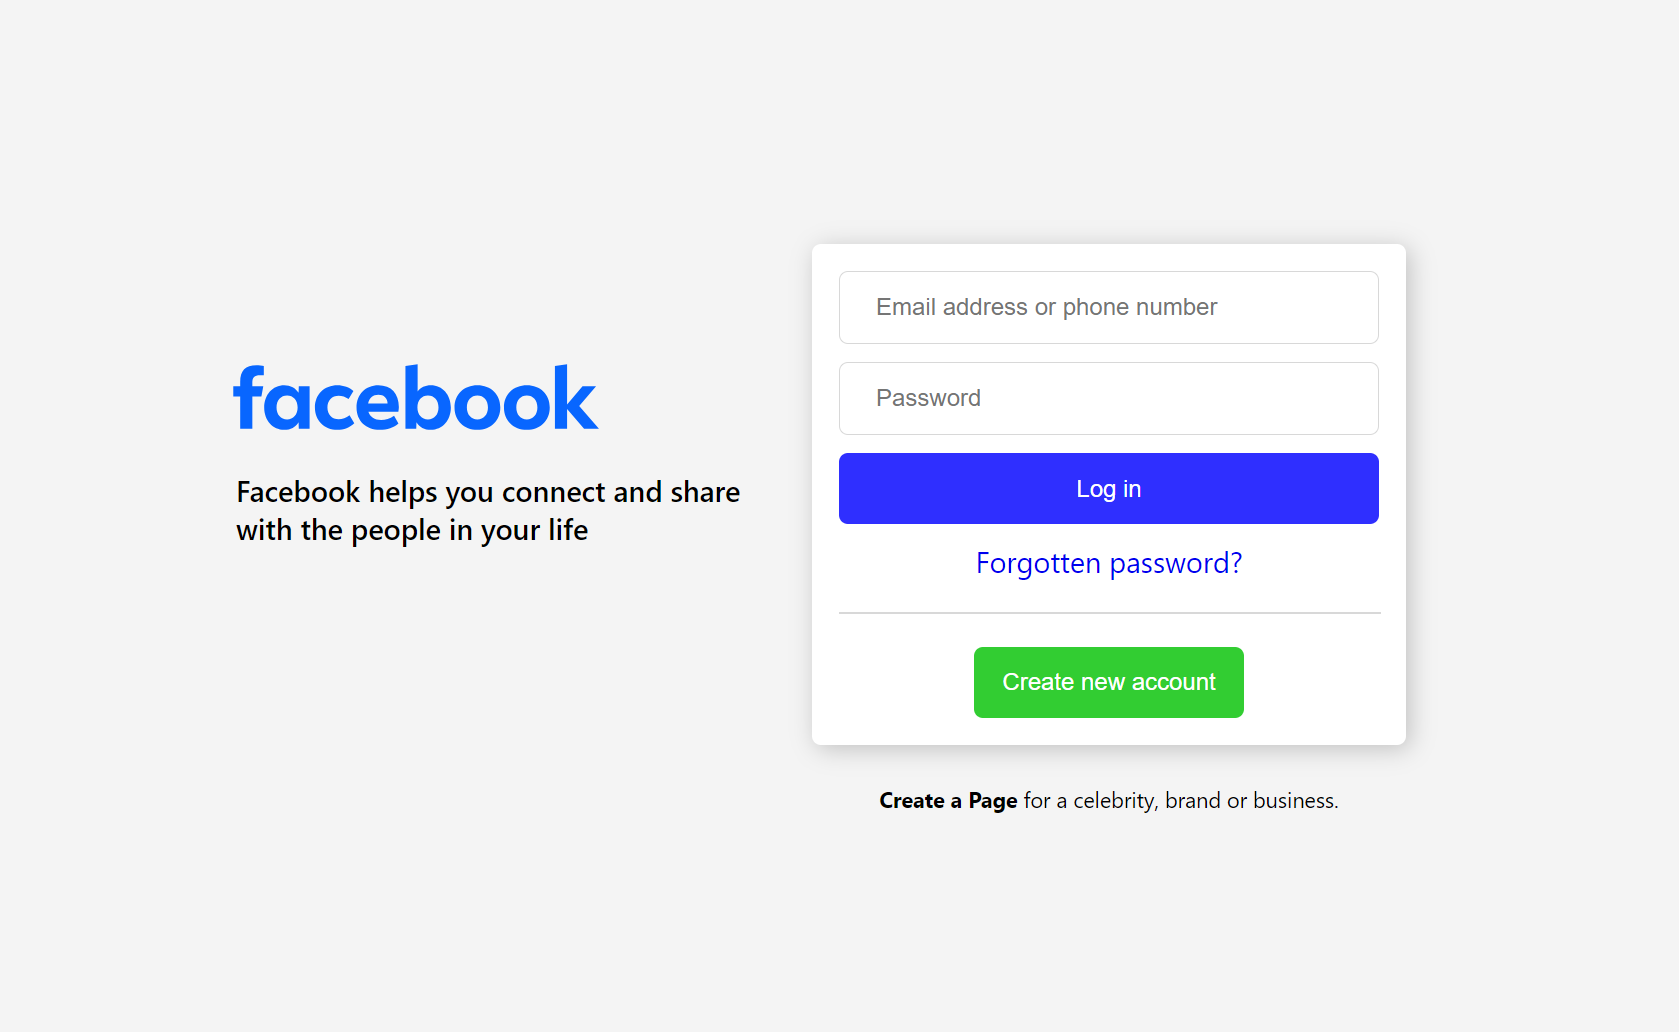 facebook
Facebook helps you connect and share
with the people in your life
Email address or phone number
Password
Log in
Forgotten password?
Create new account
Create a Page for a celebrity, brand or business.